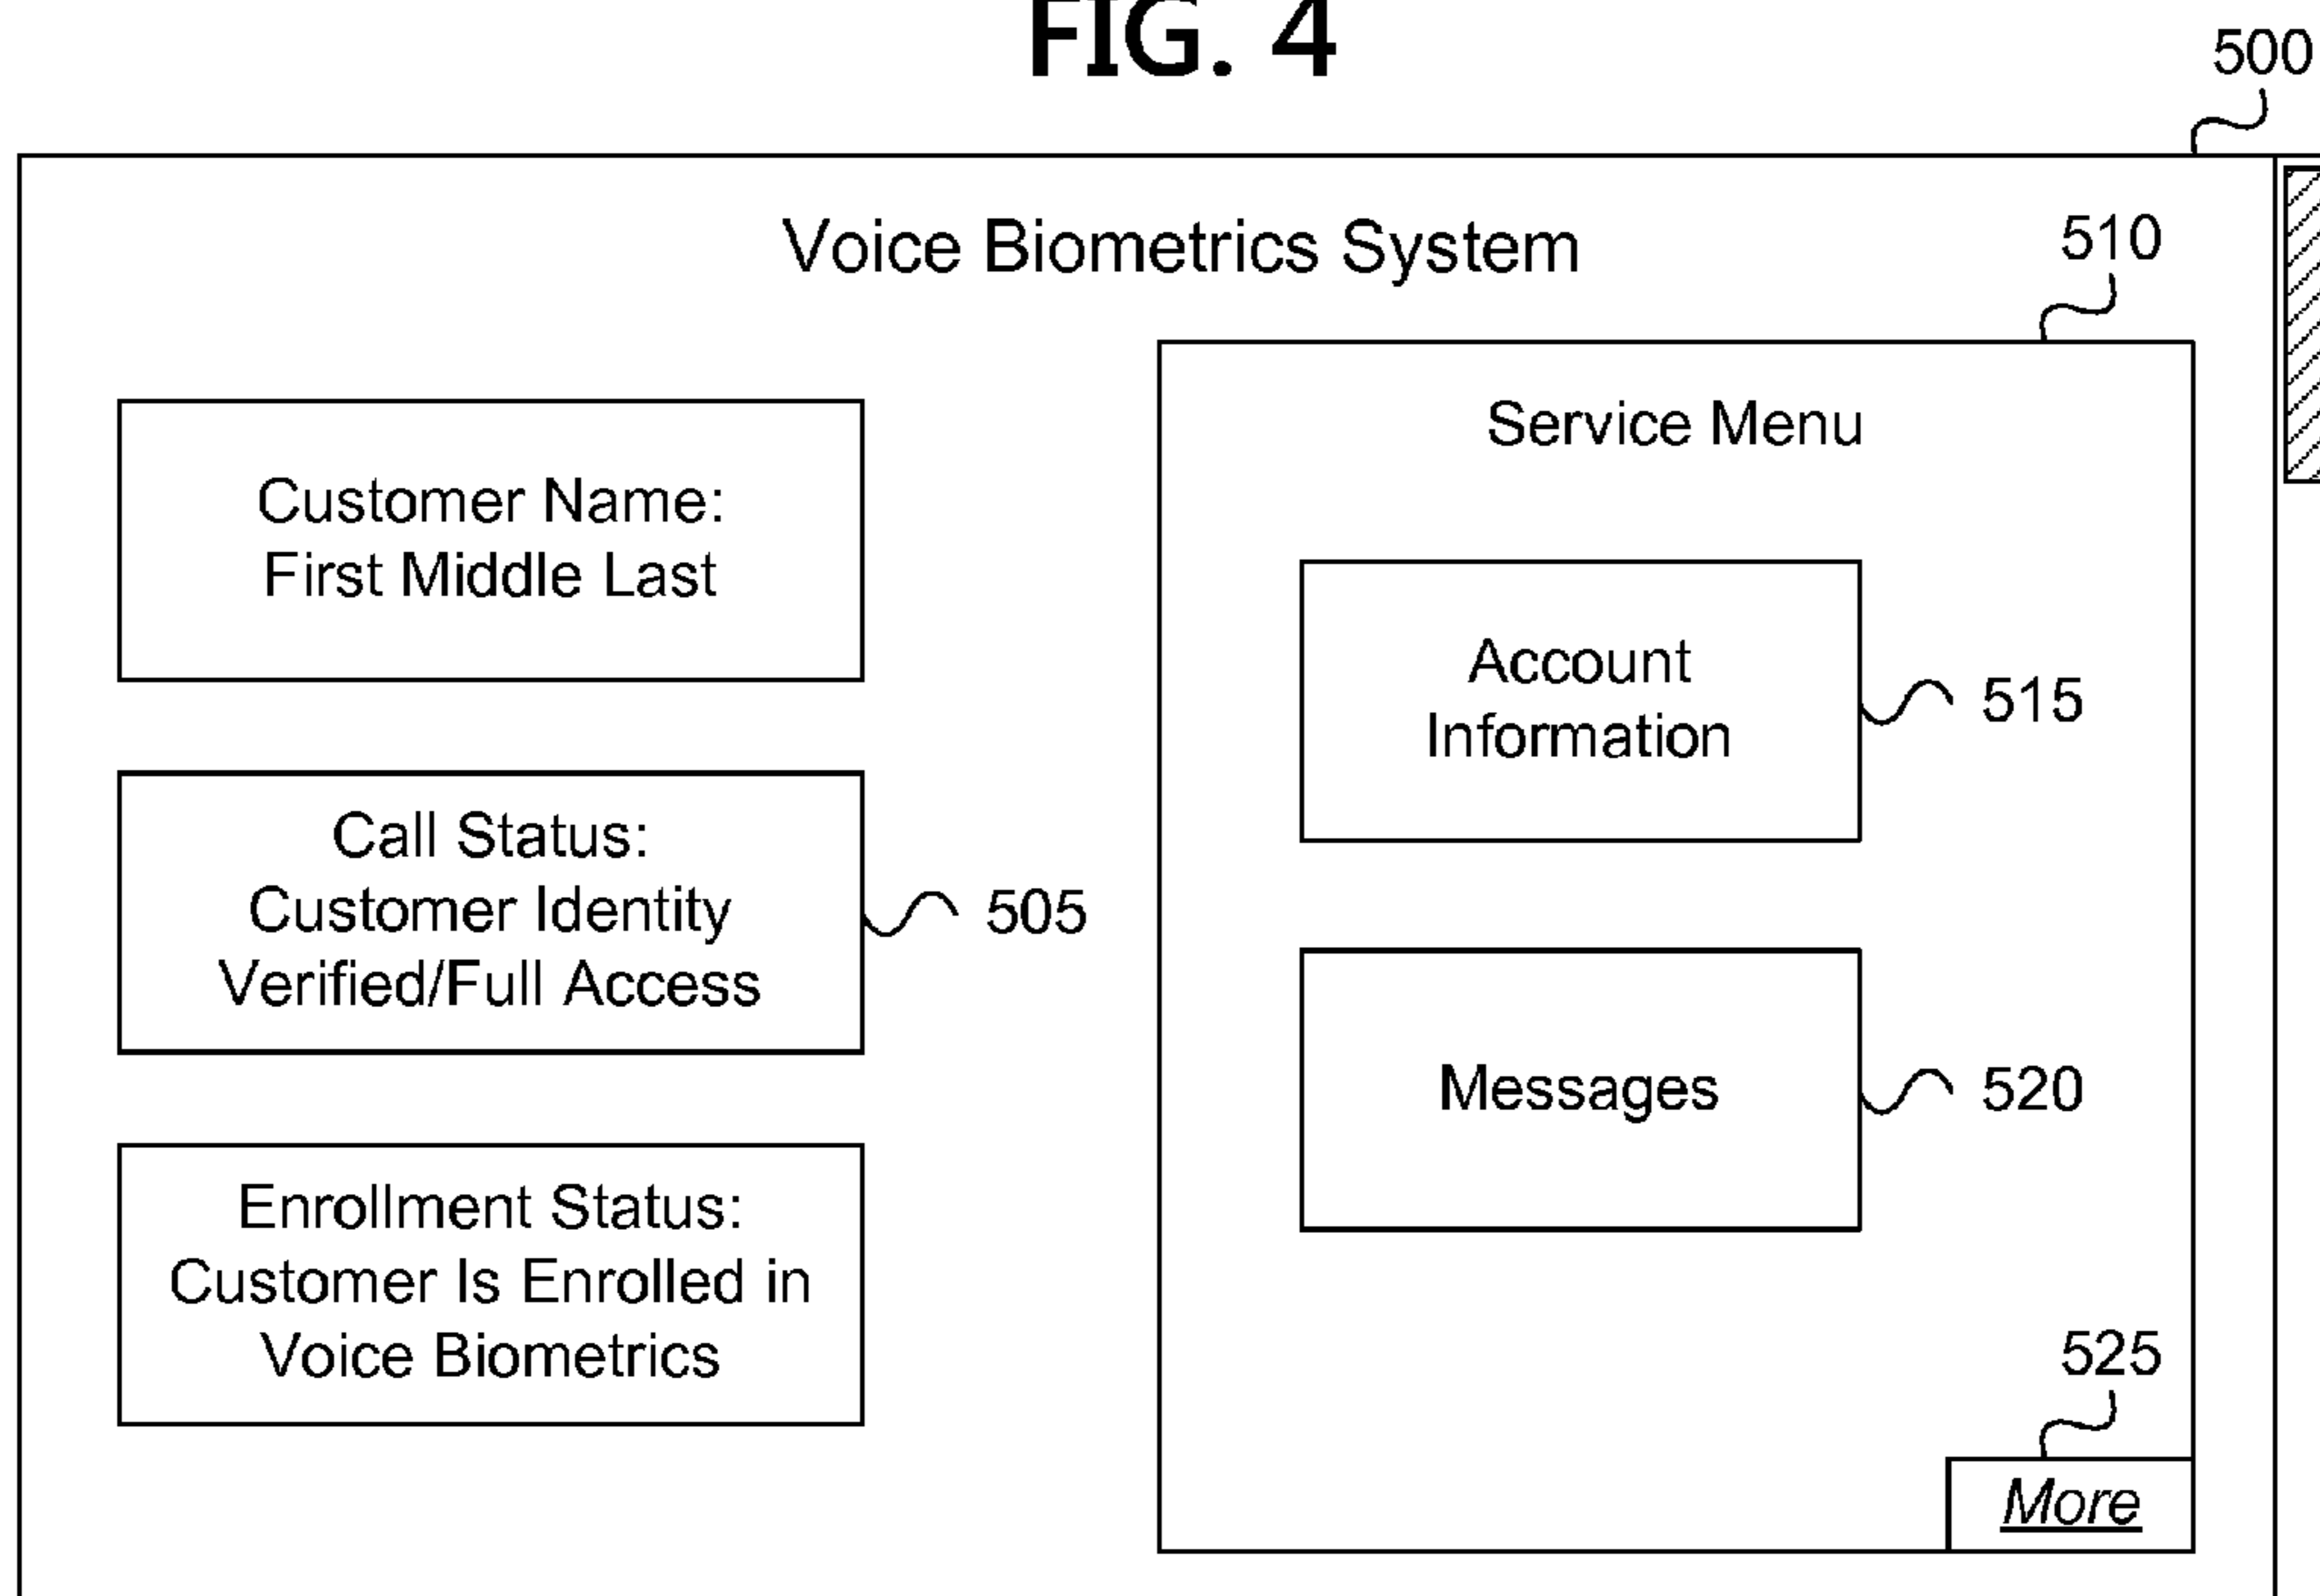 FIG. 4
500
Voice Biometrics System
510
Customer Name:
First Middle Last
Call Status:
Customer Identity
Verified/Full Access
505
Enrollment Status:
Customer Is Enrolled in
Voice Biometrics
Service Menu
Account
Information
515
Messages
520
525
More